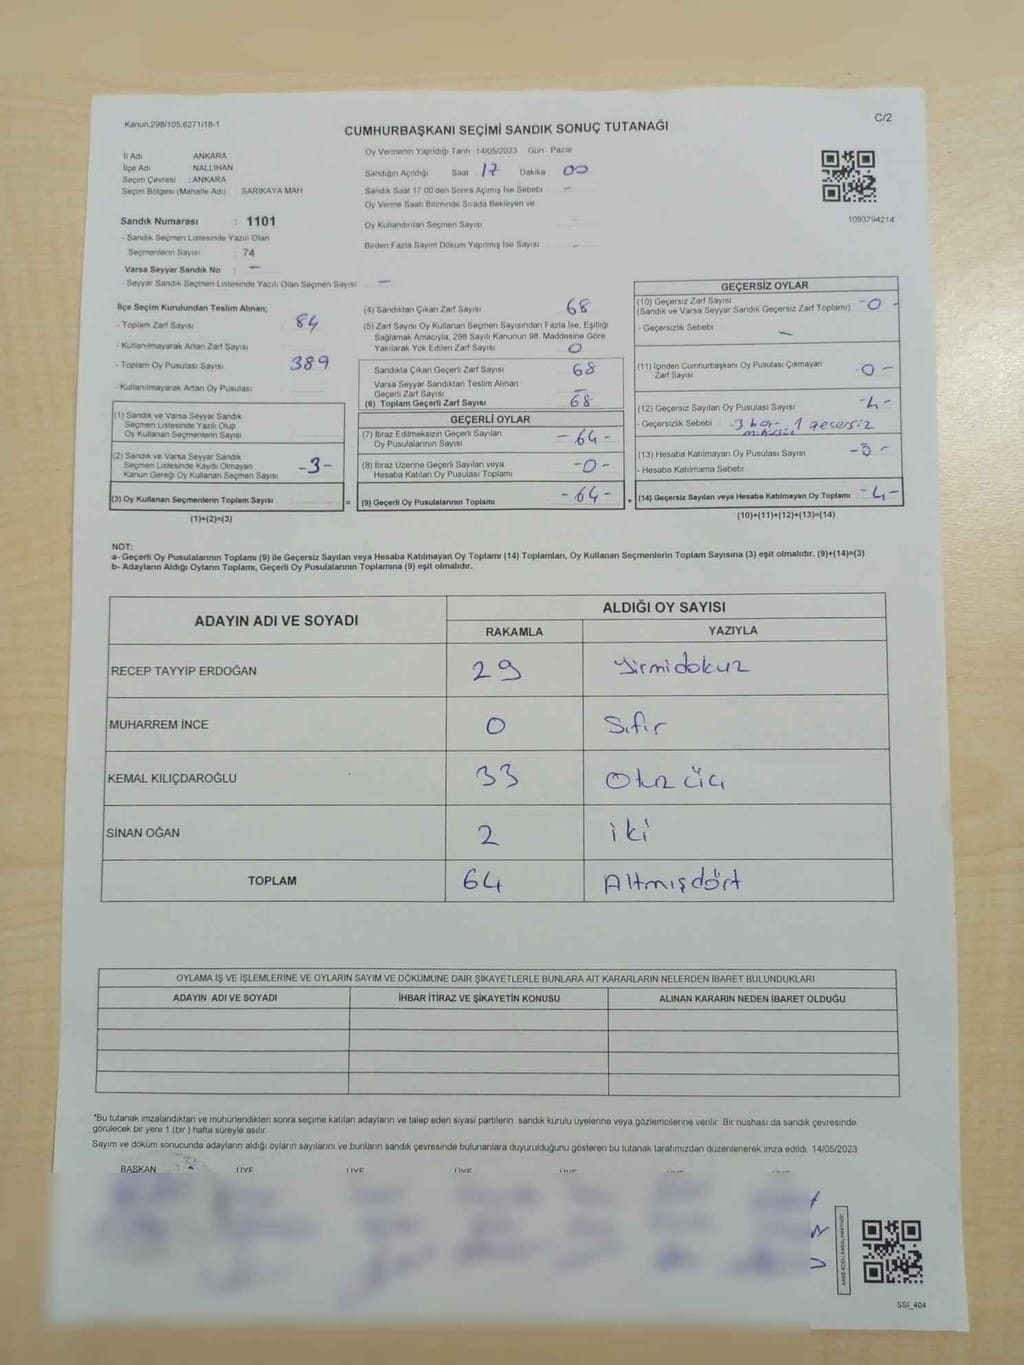 Kanun.298/105,6271/18-1
C/2
CUMHURBAŞKANI SEÇİMİ SANDIK SONUÇ TUTANAĞI
İl Adı ANKARA
İlçe Adı NALLIHAN
Seçim Çevresi : ANKARA
Seçim Bölgesi (Mahalle Adı) SARIKAYA MAH
Sandık Numarası : 1101
- Sandık Seçmen Listesinde Yazılı Olan
Seçmenlerin Sayısı : 74
Varsa Seyyar Sandık No : -
- Seyyar Sandık Seçmen Listesinde Yazılı Olan Seçmen Sayısı -
Oy Vermenin Yapıldığı Tarih 14/05/2023 Gün Pazar
Sandığın Açıldığı Saat 17 Dakika 00
Sandık Saat 17.00'den Sonra Açılmış İse Sebebi -
Oy Verme Saati Bitiminde Sırada Bekleyen ve
Oy Kullandırılan Seçmen Sayısı
Birden Fazla Sayım Döküm Yapılmış İse Sayısı -
1093794214
İlçe Seçim Kurulundan Teslim Alınan;
- Toplam Zarf Sayısı 84
- Kullanılmayarak Artan Zarf Sayısı
- Toplam Oy Pusulası Sayısı 389
- Kullanılmayarak Artan Oy Pusulası
(1) Sandık ve Varsa Seyyar Sandık
Seçmen Listesinde Yazılı Olup
Oy Kullanan Seçmenlerin Sayısı
(2) Sandık ve Varsa Seyyar Sandık
Seçmen Listesinde Kayıtlı Olmayan
Kanun Gereği Oy Kullanan Seçmen Sayısı -3-
(3) Oy Kullanan Seçmenlerin Toplam Sayısı =
(1)+(2)=(3)
(4) Sandıktan Çıkan Zarf Sayısı 68
(5) Zarf Sayısı Oy Kullanan Seçmen Sayısından Fazla İse, Eşitliği
Sağlamak Amacıyla, 298 Sayılı Kanunun 98. Maddesine Göre
Yakılarak Yok Edilen Zarf Sayısı 0
Sandıkta Çıkan Geçerli Zarf Sayısı 68
Varsa Seyyar Sandıktan Teslim Alınan
Geçerli Zarf Sayısı -
(6) Toplam Geçerli Zarf Sayısı 68
GEÇERLİ OYLAR
(7) İtiraz Edilmeksizin Geçerli Sayılan
Oy Pusulalarının Sayısı -64-
(8) İtiraz Üzerine Geçerli Sayılan veya
Hesaba Katılan Oy Pusulası Toplamı -0-
(9) Geçerli Oy Pusulalarının Toplamı -64- +
GEÇERSİZ OYLAR
(10) Geçersiz Zarf Sayısı
(Sandık ve Varsa Seyyar Sandık Geçersiz Zarf Toplamı) -0-
- Geçersizlik Sebebi -
(11) İçinden Cumhurbaşkanı Oy Pusulası Çıkmayan
Zarf Sayısı -0-
(12) Geçersiz Sayılan Oy Pusulası Sayısı -4-
- Geçersizlik Sebebi 3 1 geçersiz
(13) Hesaba Katılmayan Oy Pusulası Sayısı -0-
- Hesaba Katılmama Sebebi
(14) Geçersiz Sayılan veya Hesaba Katılmayan Oy Toplamı -4-
(10)+(11)+(12)+(13)=(14)
NOT:
a- Geçerli Oy Pusulalarının Toplamı (9) ile Geçersiz Sayılan veya Hesaba Katılmayan Oy Toplamı (14) Toplamları, Oy Kullanan Seçmenlerin Toplam Sayısına (3) eşit olmalıdır. (9)+(14)=(3)
b- Adayların Aldığı Oyların Toplamı, Geçerli Oy Pusulalarının Toplamına (9) eşit olmalıdır.
ADAYIN ADI VE SOYADI ALDIĞI OY SAYISI
RAKAMLA YAZIYLA
RECEP TAYYİP ERDOĞAN 29 Yirmidokuz
MUHARREM İNCE 0 Sıfır
KEMAL KILIÇDAROĞLU 33 Otuz üç
SİNAN OĞAN 2 iki
TOPLAM 64 Altmışdört
OYLAMA İŞ VE İŞLEMLERİNE VE OYLARIN SAYIM VE DÖKÜMÜNE DAİR ŞİKAYETLERLE BUNLARA AİT KARARLARIN NELERDEN İBARET BULUNDUKLARI
ADAYIN ADI VE SOYADI İHBAR İTİRAZ VE ŞİKAYETİN KONUSU ALINAN KARARIN NEDEN İBARET OLDUĞU
*Bu tutanak imzalandıktan ve mühürlendikten sonra seçime katılan adayların ve talep eden siyasi partilerin sandık kurulu üyelerine veya gözlemcilerine verilir. Bir nushası da sandık çevresinde
görülecek bir yere 1 (bir) hafta süreyle asılır.
Sayım ve döküm sonucunda adayların aldığı oyların sayılarını ve bunların sandık çevresinde bulunanlara duyurulduğunu gösteren bu tutanak tarafımızdan düzenlenerek imza edildi. 14/05/2023
BAŞKAN ÜYE ÜYE ÜYE
SSI_404